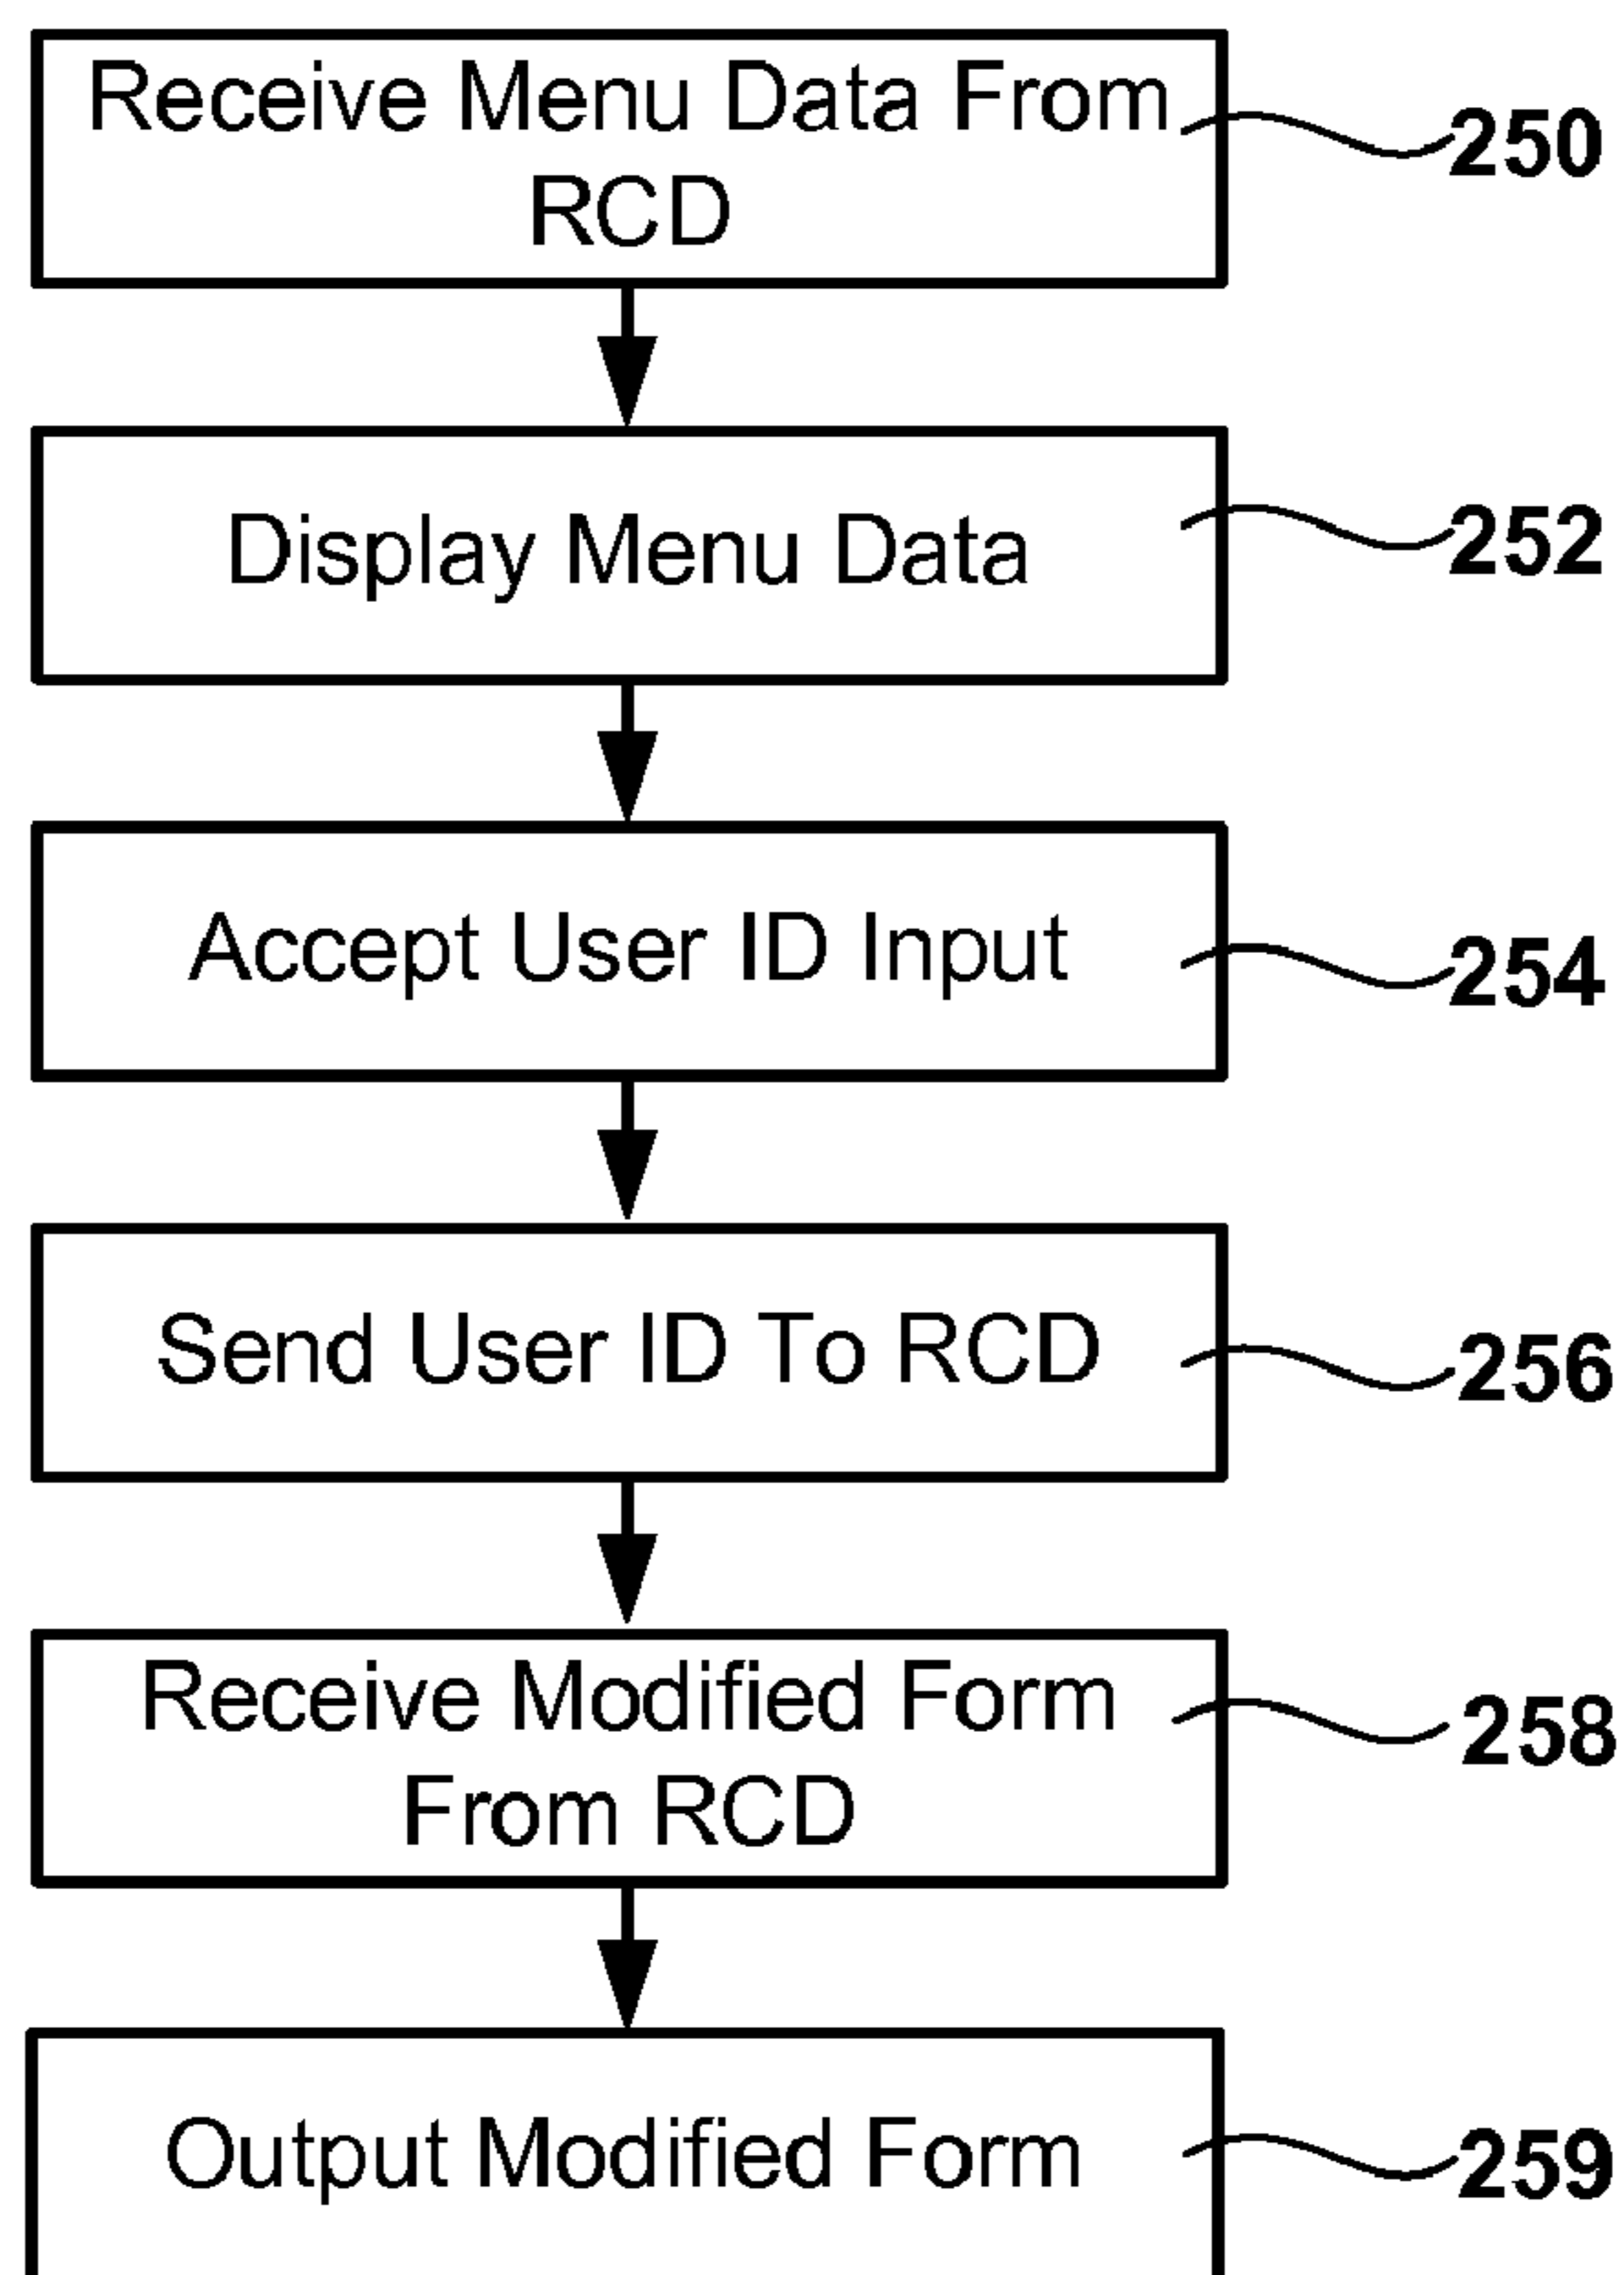 Receive Menu Data From
RCD
250
Display Menu Data
252
Accept User ID Input
254
Send User ID To RCD
256
Receive Modified Form
From RCD
258
Output Modified Form
259